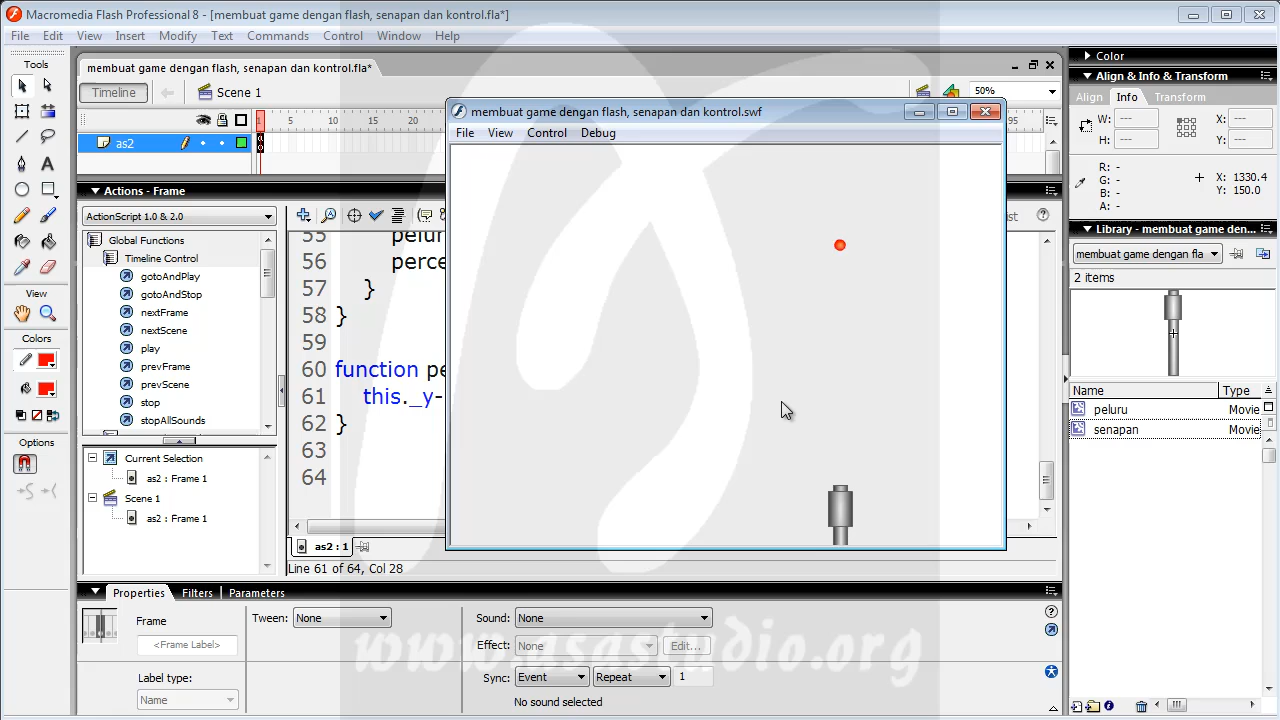 Macromedia Flash Professional 8 - [membuat game dengan flash, senapan dan kontrol.fla*]
File Edit View Insert Modify Text Commands Control Window Help
Tools
View
Colors
Options
membuat game dengan flash, senapan dan kontrol.fla*
Timeline
Scene 1
50%
1 5 10 15 20 25 30 35 40 95
as2
Actions - Frame
ActionScript 1.0 & 2.0
Global Functions
Timeline Control
gotoAndPlay
gotoAndStop
nextFrame
nextScene
play
prevFrame
prevScene
stop
stopAllSounds
Current Selection
as2 : Frame 1
Scene 1
as2 : Frame 1
55 pelur
56 perce
57 }
58 }
59
60 function pe
61 this._y-
62 }
63
64
as2 : 1
Line 61 of 64, Col 28
membuat game dengan flash, senapan dan kontrol.swf
File View Control Debug
Properties Filters Parameters
Frame
<Frame Label>
Label type:
Name
Tween: None
Sound: None
Effect: None Edit...
Sync: Event Repeat 1
No sound selected
www.asastudio.org
Color
Align & Info & Transform
Align Info Transform
W: --- X: ---
H: --- Y: ---
R: -
G: -
B: -
A: -
X: 1330.4
Y: 150.0
Library - membuat game den...
membuat game dengan fla
2 items
Name Type
peluru Movie
senapan Movie